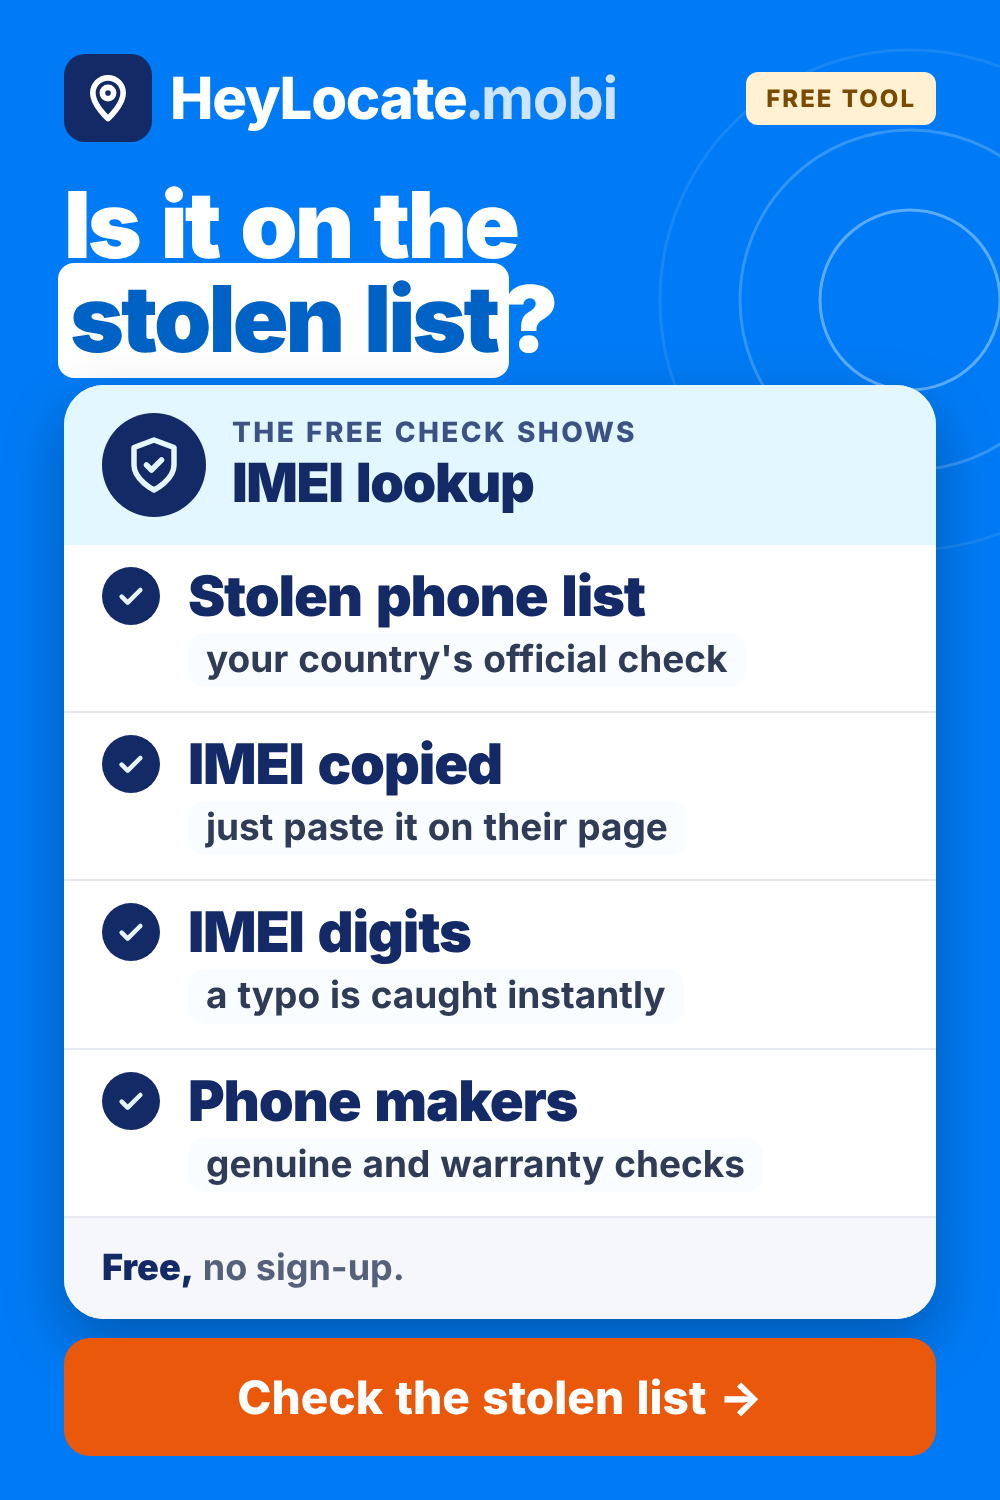 HeyLocate.mobi
FREE TOOL
Is it on the
stolen list?
THE FREE CHECK SHOWS
IMEI lookup
Stolen phone list
your country's official check
IMEI copied
just paste it on their page
IMEI digits
a typo is caught instantly
Phone makers
genuine and warranty checks
Free, no sign-up.
Check the stolen list →